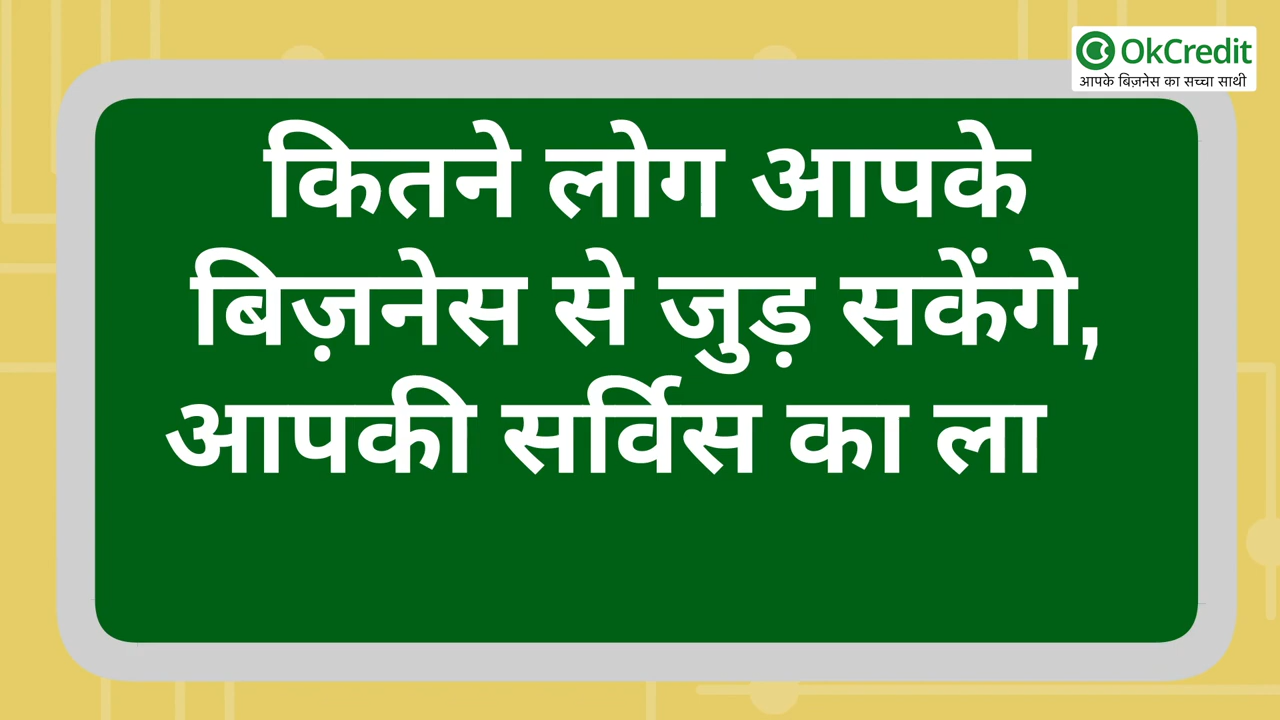 OkCredit
आपके बिज़नेस का सच्चा साथी
कितने लोग आपके
बिज़नेस से जुड़ सकेंगे,
आपकी सर्विस का ला